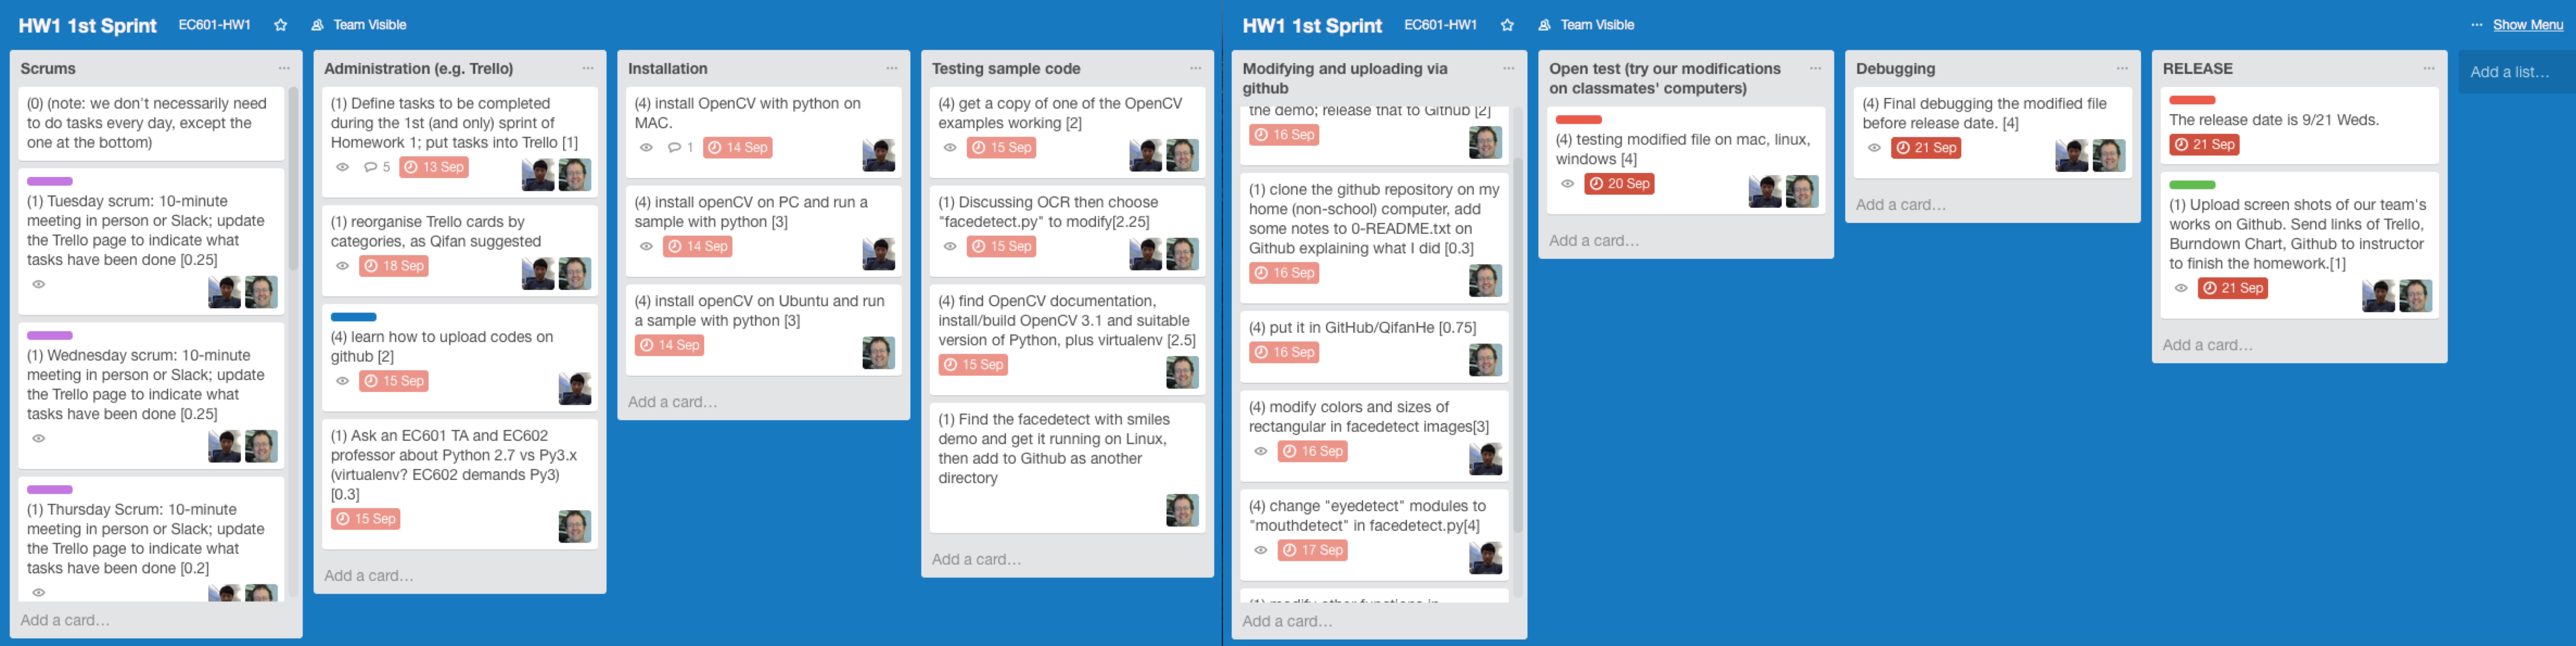 HW1 1st Sprint EC601-HW1 Team Visible
Scrums
(0) (note: we don't necessarily need
to do tasks every day, except the
one at the bottom)
(1) Tuesday scrum: 10-minute
meeting in person or Slack; update
the Trello page to indicate what
tasks have been done [0.25]
(1) Wednesday scrum: 10-minute
meeting in person or Slack; update
the Trello page to indicate what
tasks have been done [0.25]
(1) Thursday Scrum: 10-minute
meeting in person or Slack; update
the Trello page to indicate what
tasks have been done [0.2]
Add a card...
Administration (e.g. Trello)
(1) Define tasks to be completed
during the 1st (and only) sprint of
Homework 1; put tasks into Trello [1]
5 13 Sep
(1) reorganise Trello cards by
categories, as Qifan suggested
18 Sep
(4) learn how to upload codes on
github [2]
15 Sep
(1) Ask an EC601 TA and EC602
professor about Python 2.7 vs Py3.x
(virtualenv? EC602 demands Py3)
[0.3]
15 Sep
Add a card...
Installation
(4) install OpenCV with python on
MAC.
1 14 Sep
(4) install openCV on PC and run a
sample with python [3]
14 Sep
(4) install openCV on Ubuntu and run
a sample with python [3]
14 Sep
Add a card...
Testing sample code
(4) get a copy of one of the OpenCV
examples working [2]
15 Sep
(1) Discussing OCR then choose
"facedetect.py" to modify[2.25]
15 Sep
(4) find OpenCV documentation,
install/build OpenCV 3.1 and suitable
version of Python, plus virtualenv [2.5]
15 Sep
(1) Find the facedetect with smiles
demo and get it running on Linux,
then add to Github as another
directory
Add a card...
HW1 1st Sprint EC601-HW1 Team Visible ... Show Menu
Modifying and uploading via
github
the demo; release that to Github [2]
16 Sep
(1) clone the github repository on my
home (non-school) computer, add
some notes to 0-README.txt on
Github explaining what I did [0.3]
16 Sep
(4) put it in GitHub/QifanHe [0.75]
16 Sep
(4) modify colors and sizes of
rectangular in facedetect images[3]
16 Sep
(4) change "eyedetect" modules to
"mouthdetect" in facedetect.py[4]
17 Sep
(1) modify other functions in
Add a card...
Open test (try our modifications
on classmates' computers)
(4) testing modified file on mac, linux,
windows [4]
20 Sep
Add a card...
Debugging
(4) Final debugging the modified file
before release date. [4]
21 Sep
Add a card...
RELEASE
The release date is 9/21 Weds.
21 Sep
(1) Upload screen shots of our team's
works on Github. Send links of Trello,
Burndown Chart, Github to instructor
to finish the homework.[1]
21 Sep
Add a card...
Add a list...